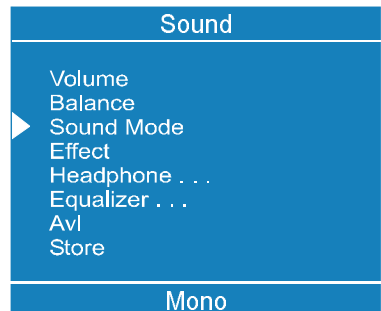 Sound
Volume
Balance
Sound Mode
Effect
Headphone . . .
Equalizer . . .
Avl
Store
Mono